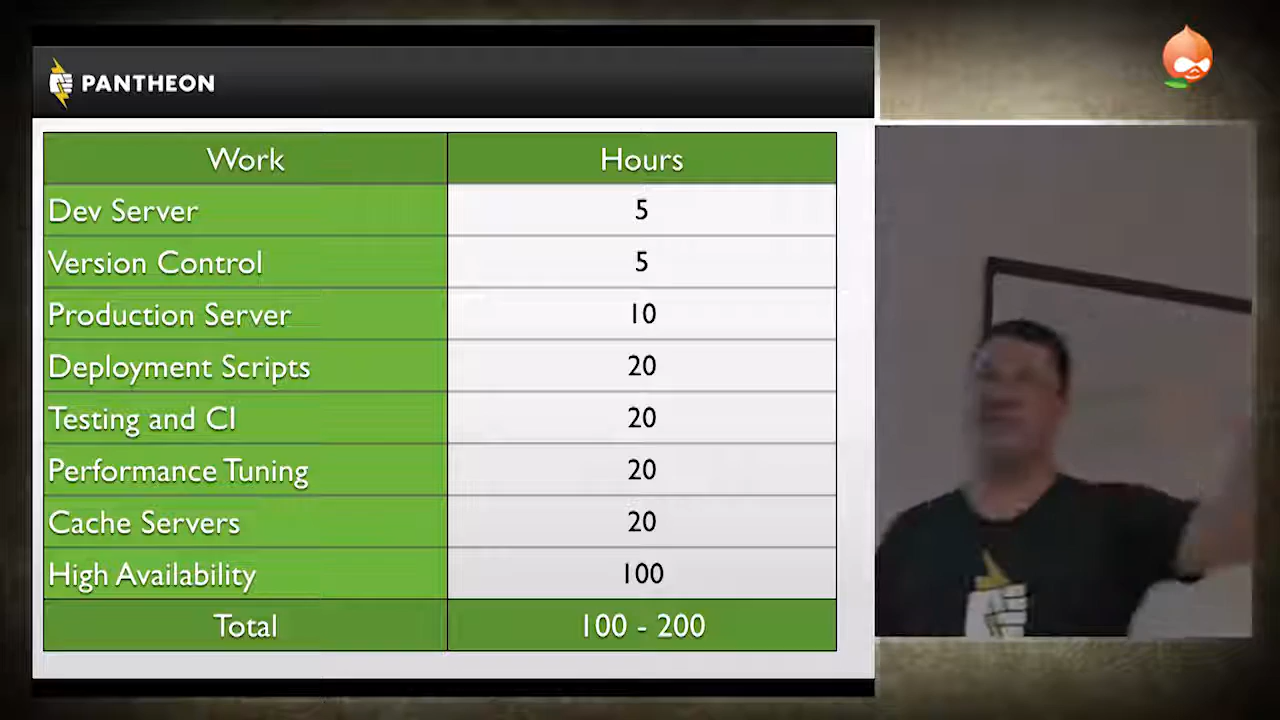 PANTHEON
Work Hours
Dev Server 5
Version Control 5
Production Server 10
Deployment Scripts 20
Testing and CI 20
Performance Tuning 20
Cache Servers 20
High Availability 100
Total 100 - 200